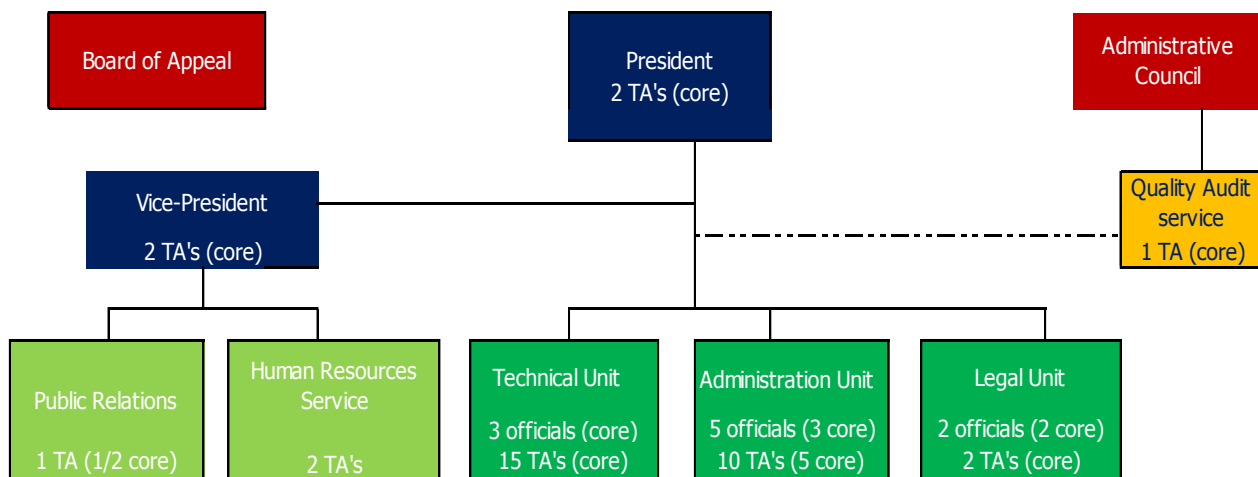 Board of Appeal
President
2 TA's (core)
Administrative
Council
Vice-President
2 TA's (core)
Quality Audit
service
1 TA (core)
Public Relations
1 TA (1/2 core)
Human Resources
Service
2 TA's
Technical Unit
3 officials (core)
15 TA's (core)
Administration Unit
5 officials (3 core)
10 TA's (5 core)
Legal Unit
2 officials (2 core)
2 TA's (core)